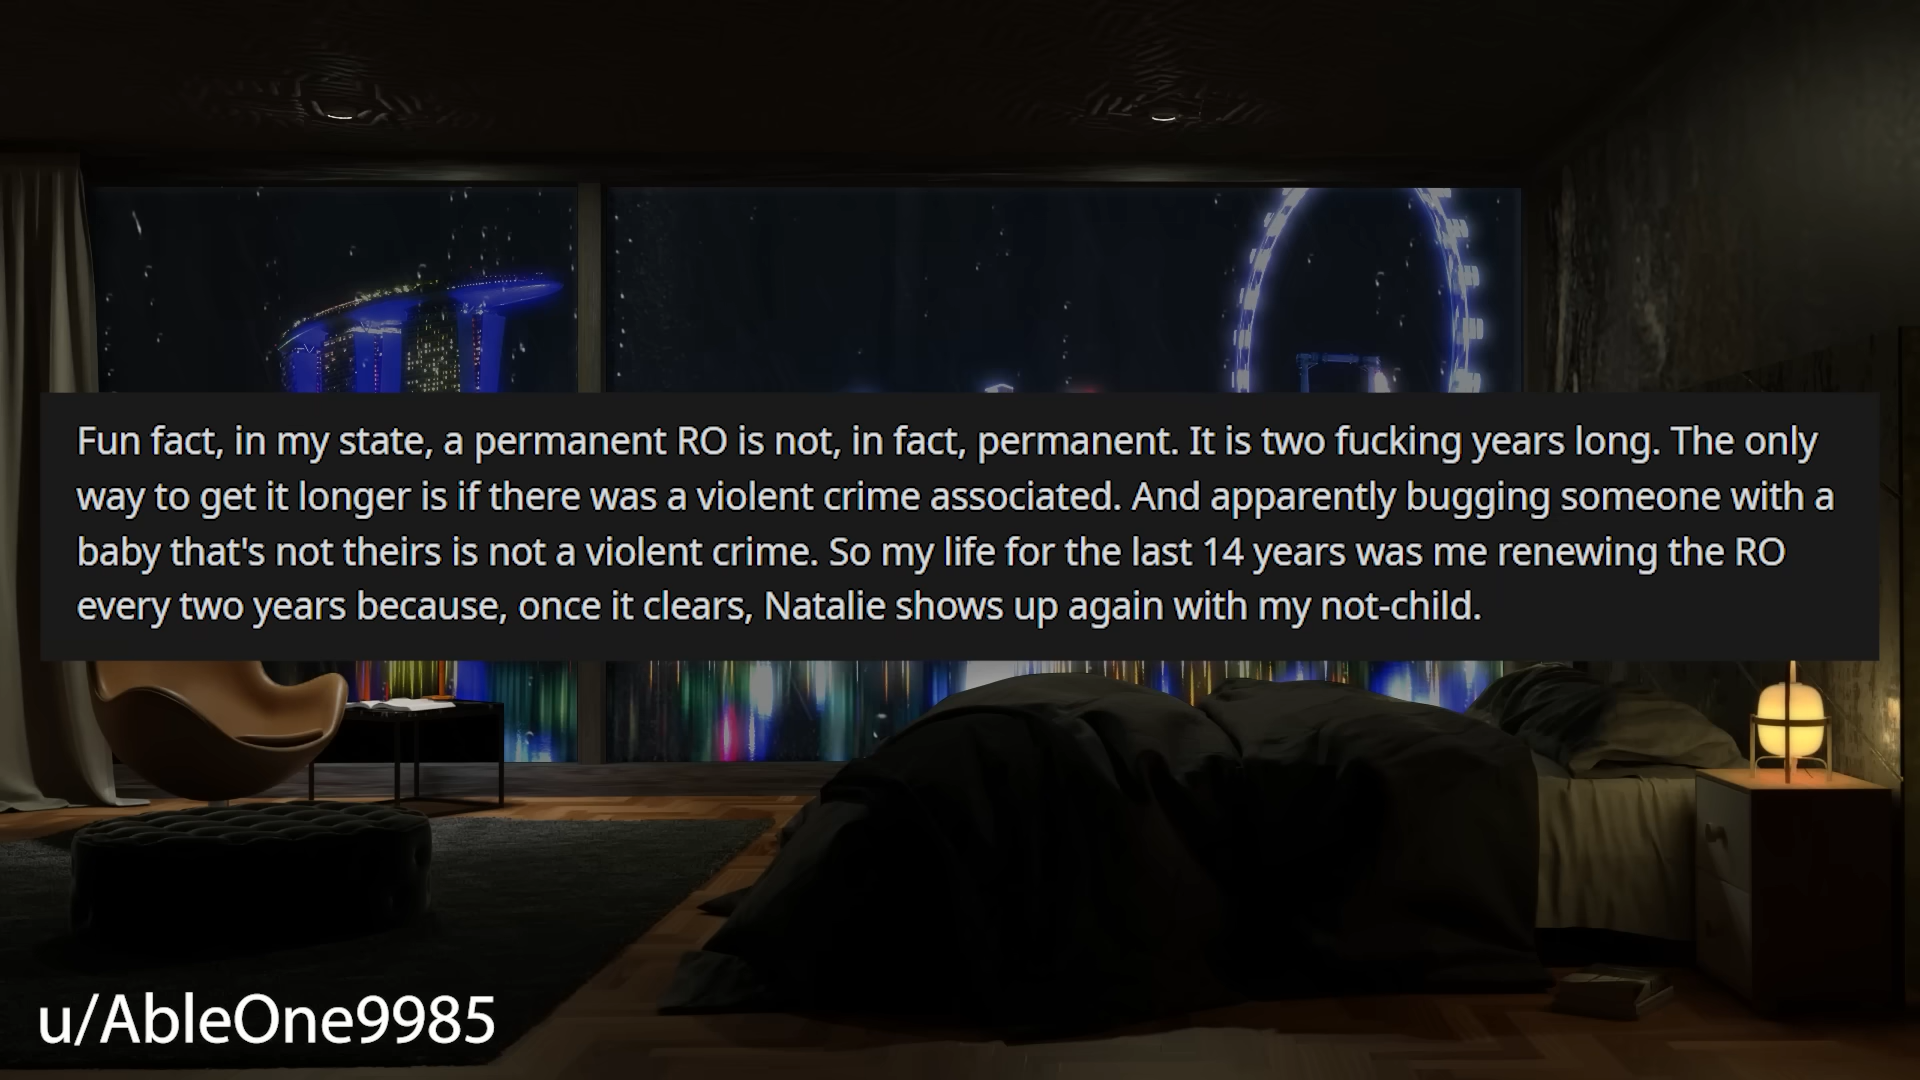 Fun fact, in my state, a permanent RO is not, in fact, permanent. It is two fucking years long. The only
way to get it longer is if there was a violent crime associated. And apparently bugging someone with a
baby that's not theirs is not a violent crime. So my life for the last 14 years was me renewing the RO
every two years because, once it clears, Natalie shows up again with my not-child.
u/AbleOne9985